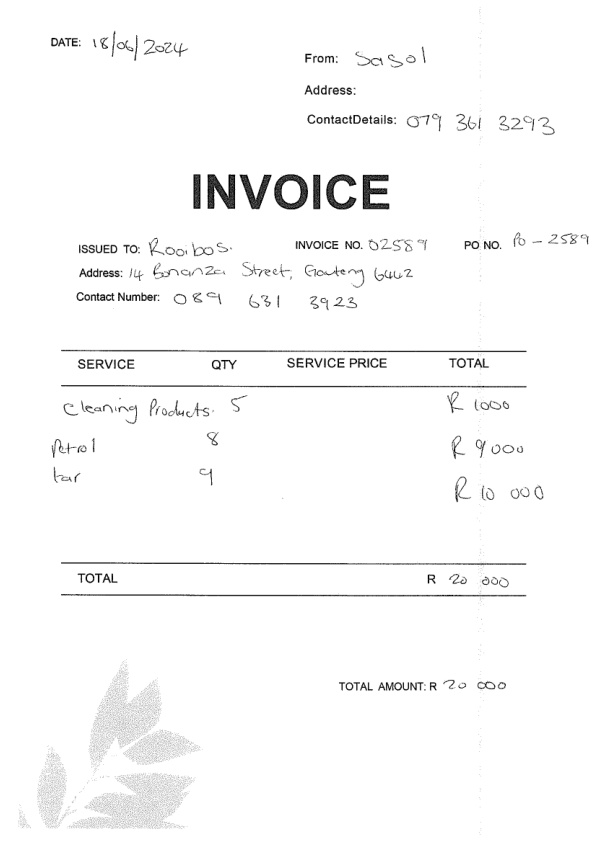 DATE: 18/06/2024
From: Sasol
Address:
ContactDetails: 079 361 3293
INVOICE
ISSUED TO: Rooibos. INVOICE NO. 02589 PO NO. Po - 2589
Address: 14 Bonanza Street, Gauteng 6442
Contact Number: 089 631 3923
SERVICE QTY SERVICE PRICE TOTAL
Cleaning Products. 5 R 1000
Petrol 8 R 9000
tar 9 R 10 000
TOTAL R 20 000
TOTAL AMOUNT: R 20 000